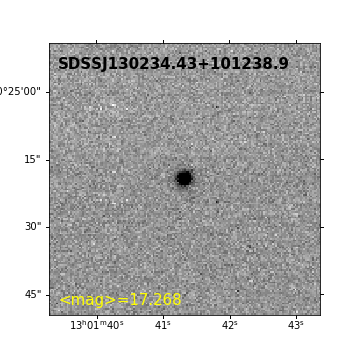 SDSSJ130234.43+101238.9
0°25'00"
15"
30"
45"
<mag>=17.268
13ʰ01ᵐ40ˢ 41ˢ 42ˢ 43ˢ